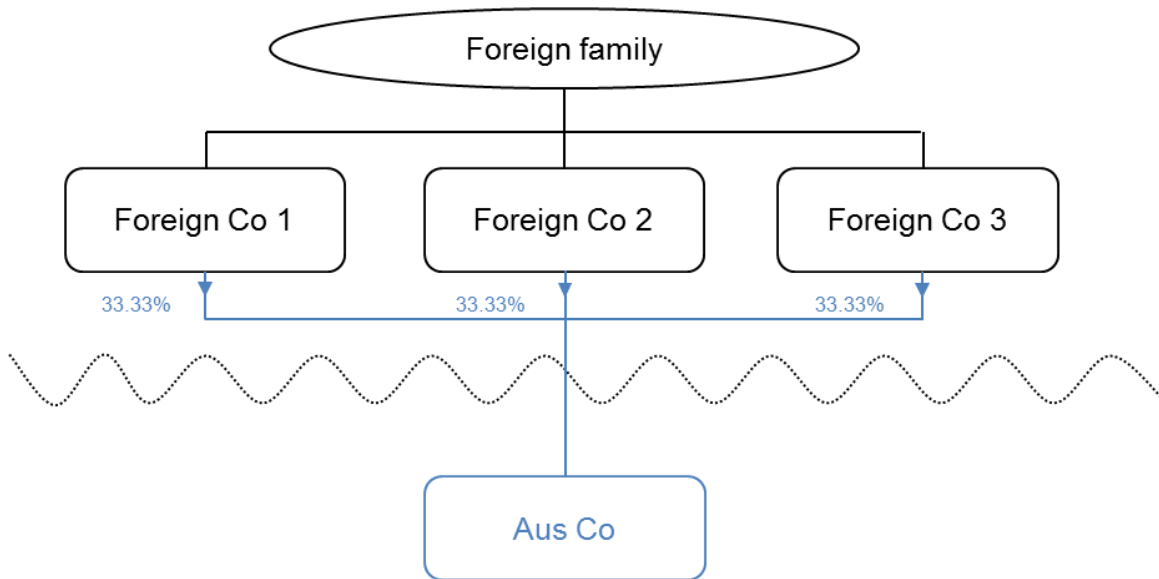 Foreign family
Foreign Co 1
Foreign Co 2
Foreign Co 3
33.33%
33.33%
33.33%
Aus Co